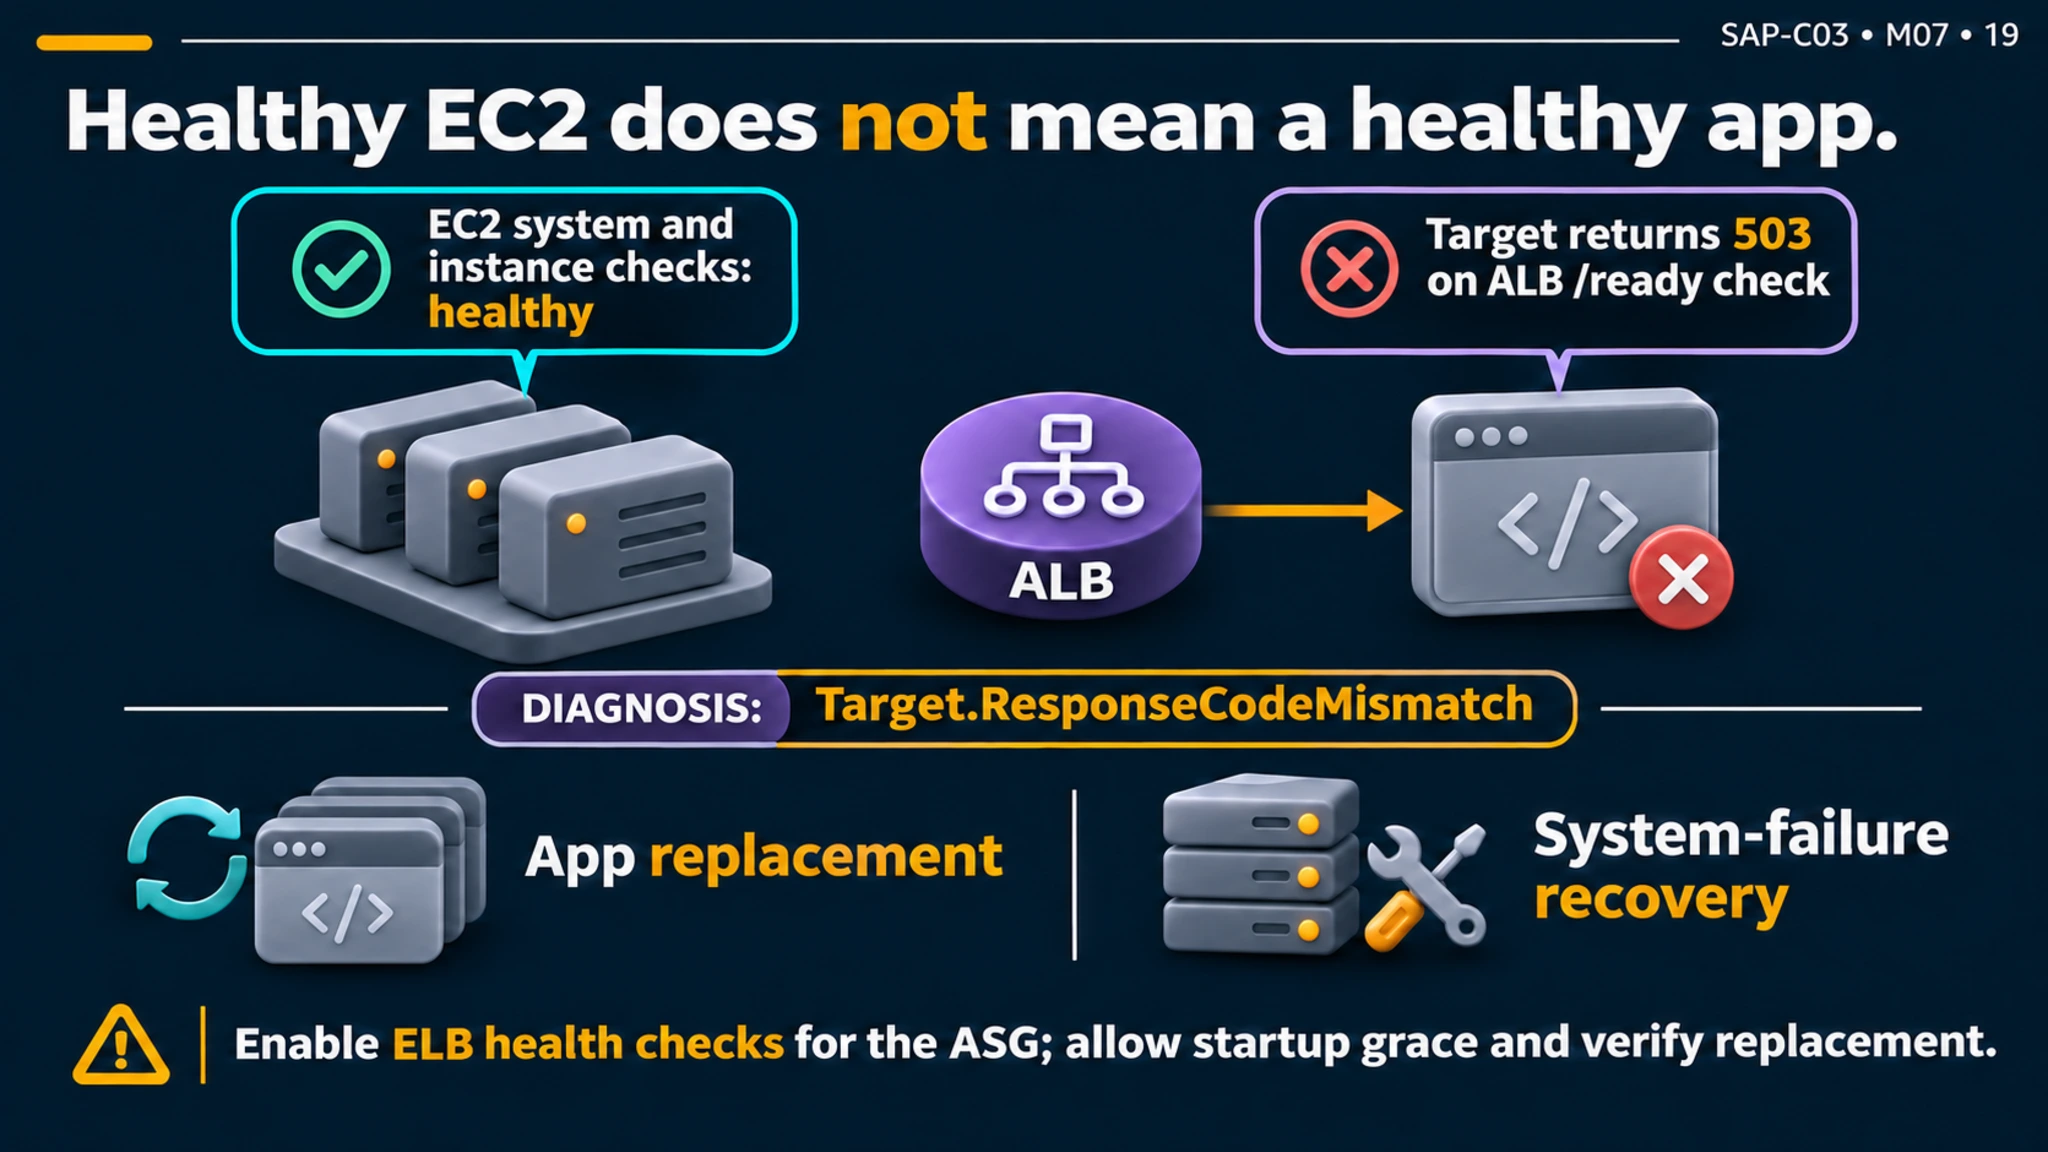 SAP-C03 • M07 • 19
Healthy EC2 does not mean a healthy app.
EC2 system and
instance checks:
healthy
Target returns 503
on ALB /ready check
ALB
</>
DIAGNOSIS: Target.ResponseCodeMismatch
</>
App replacement
System-failure
recovery
Enable ELB health checks for the ASG; allow startup grace and verify replacement.